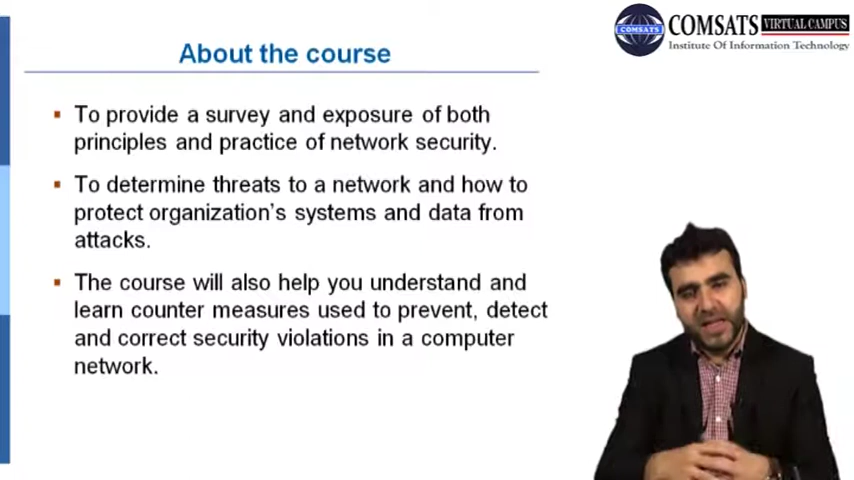 COMSATS VIRTUAL CAMPUS
COMSATS
Institute Of Information Technology
About the course
To provide a survey and exposure of both
principles and practice of network security.
To determine threats to a network and how to
protect organization's systems and data from
attacks.
The course will also help you understand and
learn counter measures used to prevent, detect
and correct security violations in a computer
network.